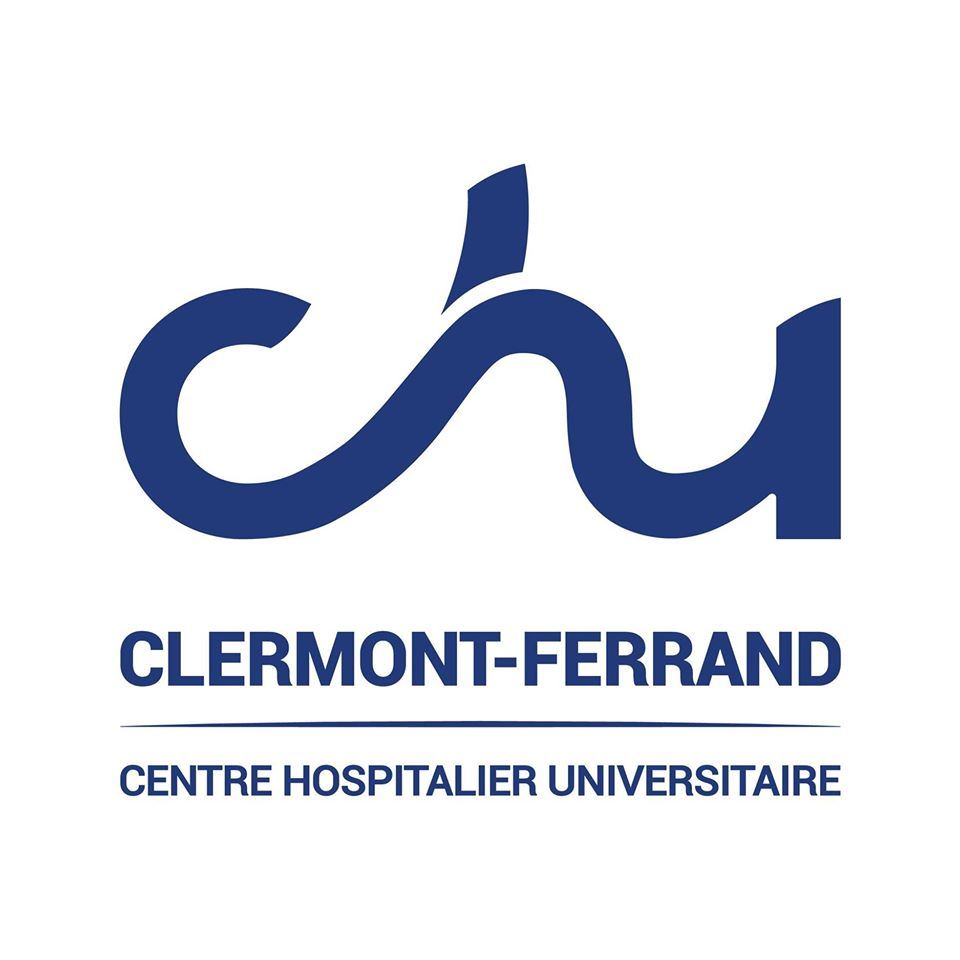 chu
CLERMONT-FERRAND
CENTRE HOSPITALIER UNIVERSITAIRE